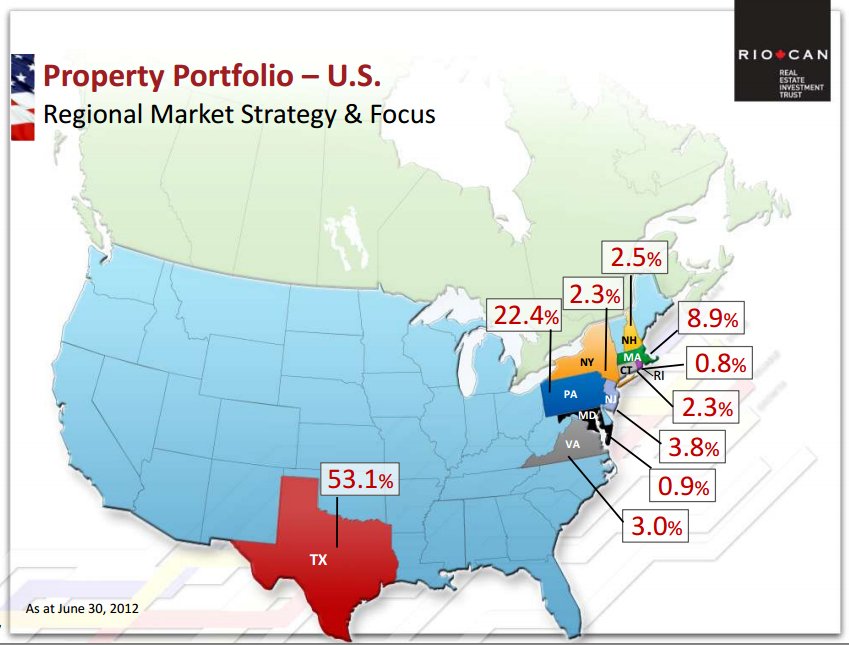 RIO CAN
REAL
ESTATE
INVESTMENT
TRUST
Property Portfolio – U.S.
Regional Market Strategy & Focus
2.5%
2.3%
22.4%
8.9%
NH
MA
NY
0.8%
CT
RI
PA
NJ
2.3%
MD
3.8%
VA
53.1%
0.9%
3.0%
TX
As at June 30, 2012